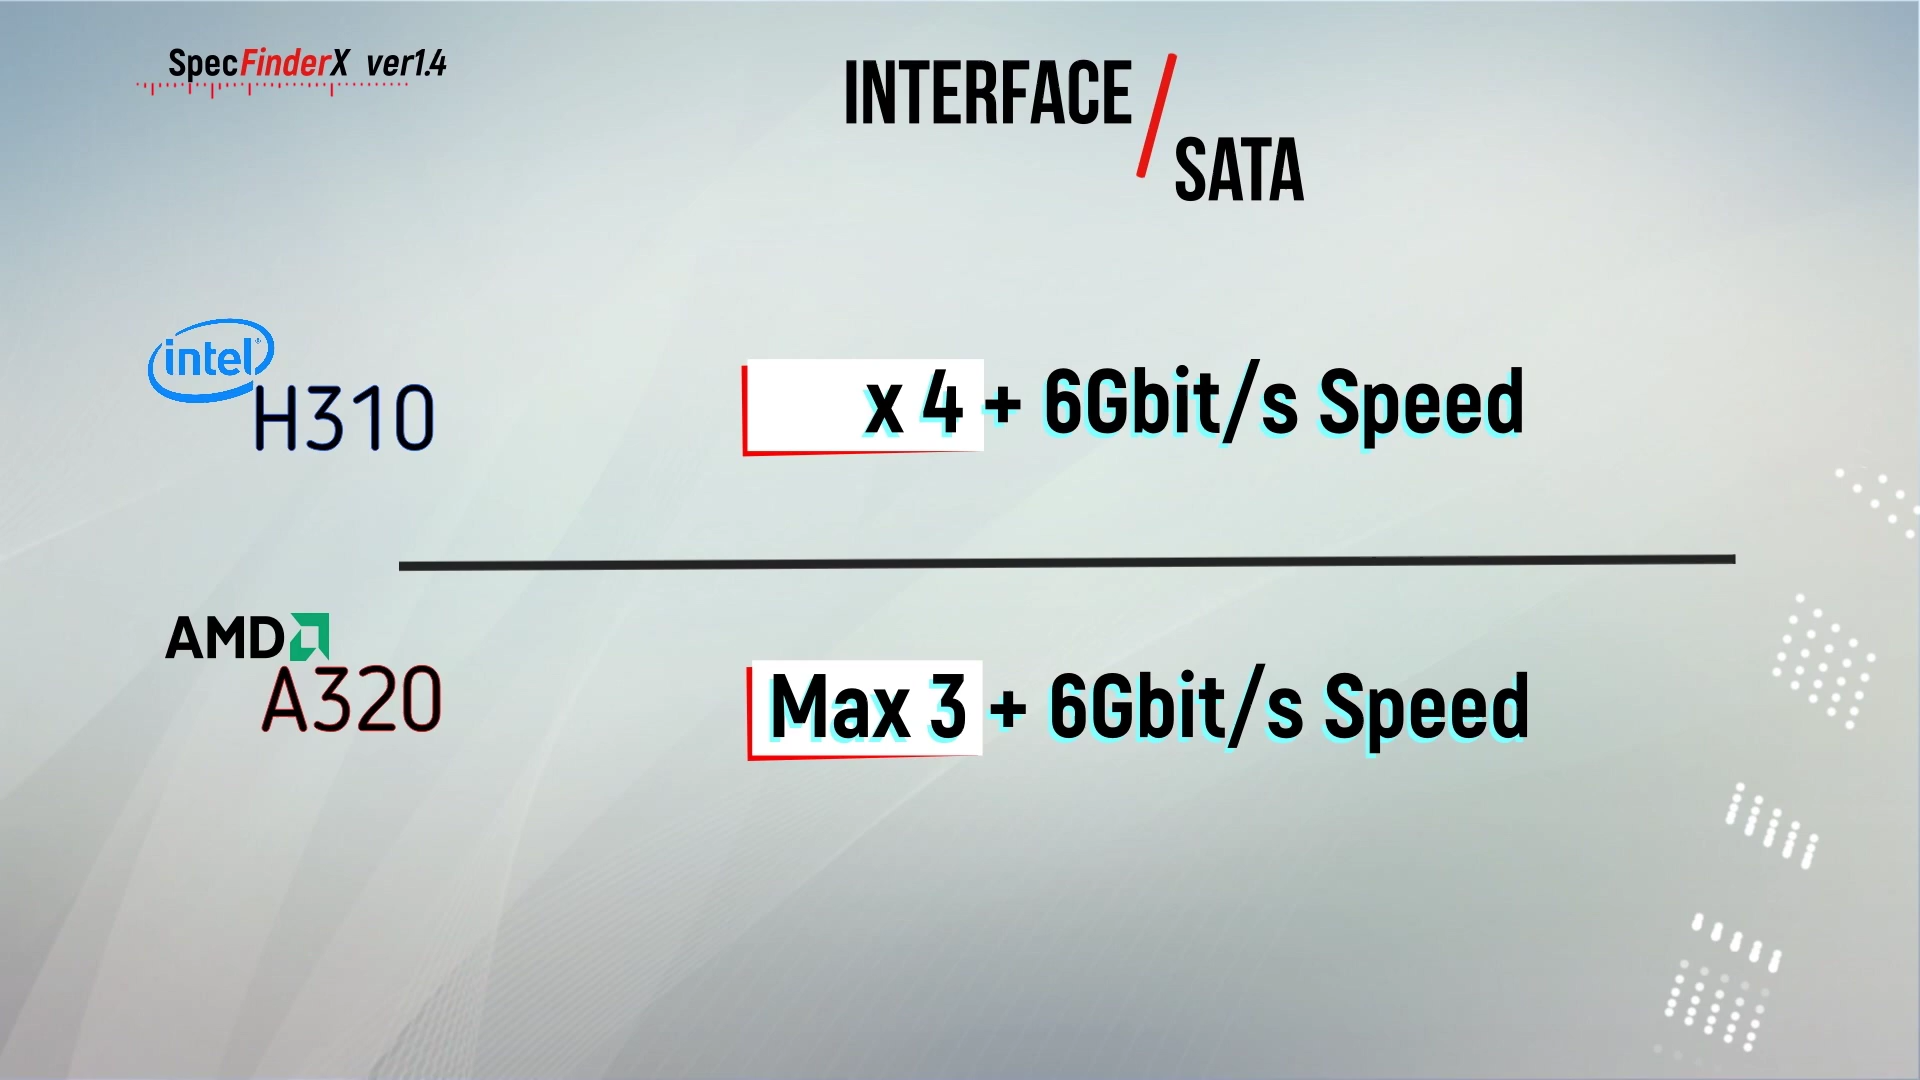 SpecFinderX ver1.4
INTERFACE
SATA
intel
H310
x 4 + 6Gbit/s Speed
AMD
A320
Max 3 + 6Gbit/s Speed